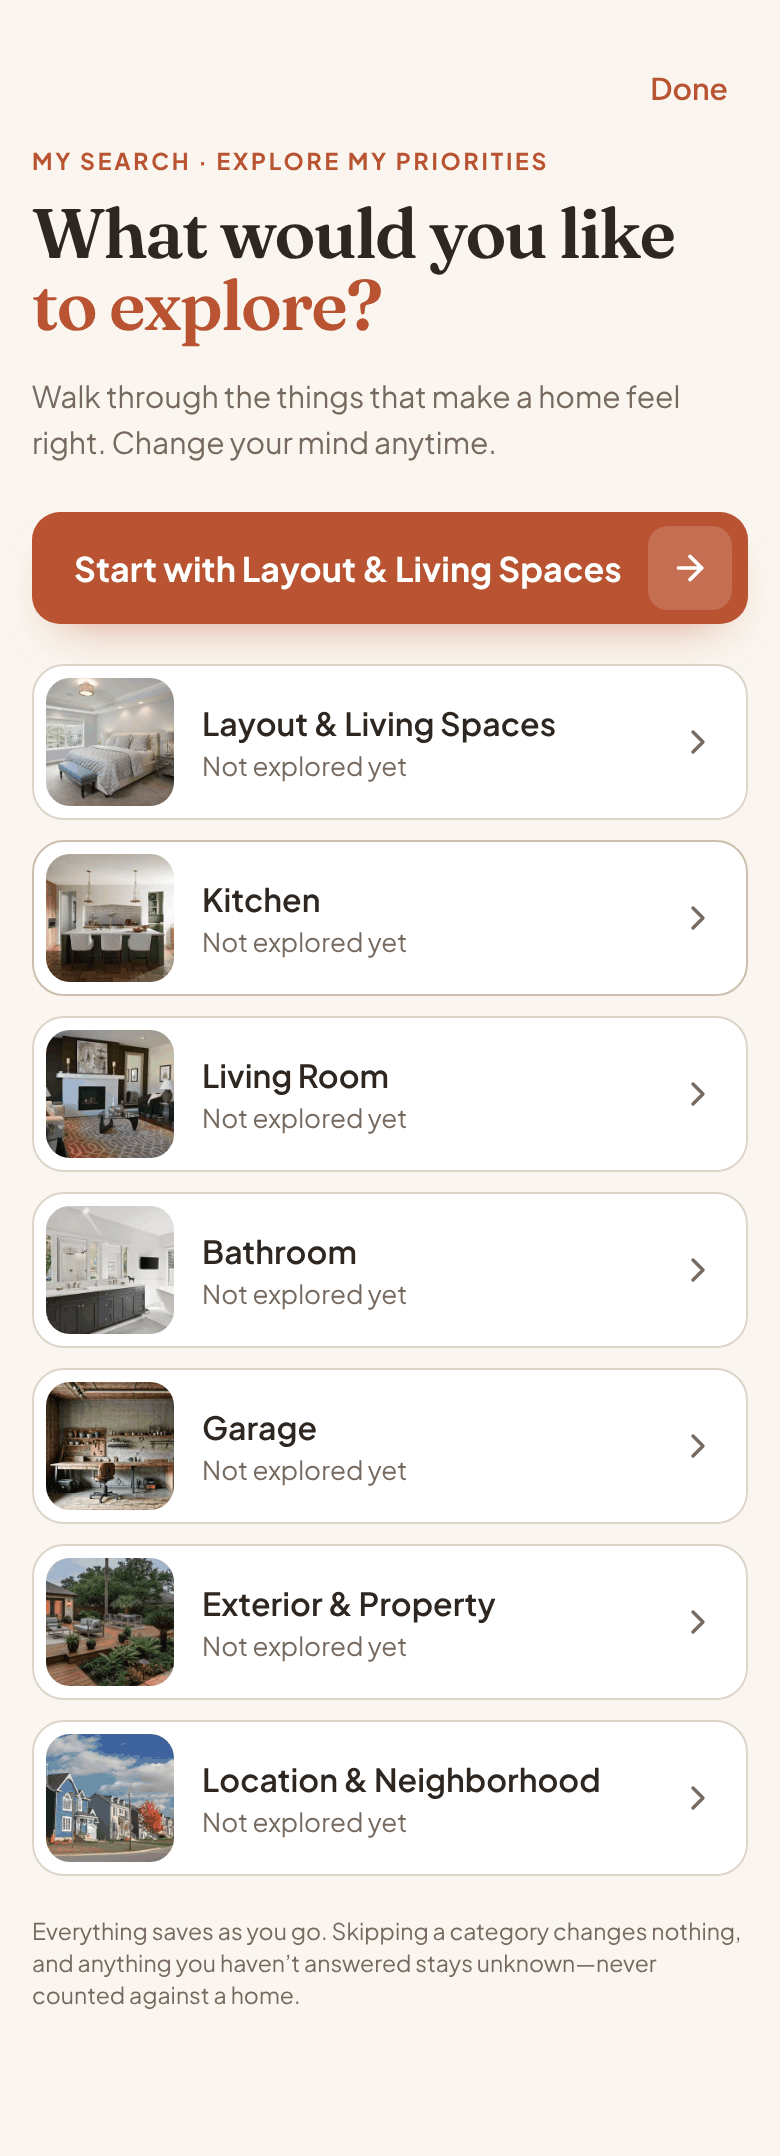 Done
MY SEARCH · EXPLORE MY PRIORITIES
What would you like
to explore?
Walk through the things that make a home feel
right. Change your mind anytime.
Start with Layout & Living Spaces
Layout & Living Spaces
Not explored yet
Kitchen
Not explored yet
Living Room
Not explored yet
Bathroom
Not explored yet
Garage
Not explored yet
Exterior & Property
Not explored yet
Location & Neighborhood
Not explored yet
Everything saves as you go. Skipping a category changes nothing,
and anything you haven’t answered stays unknown—never
counted against a home.